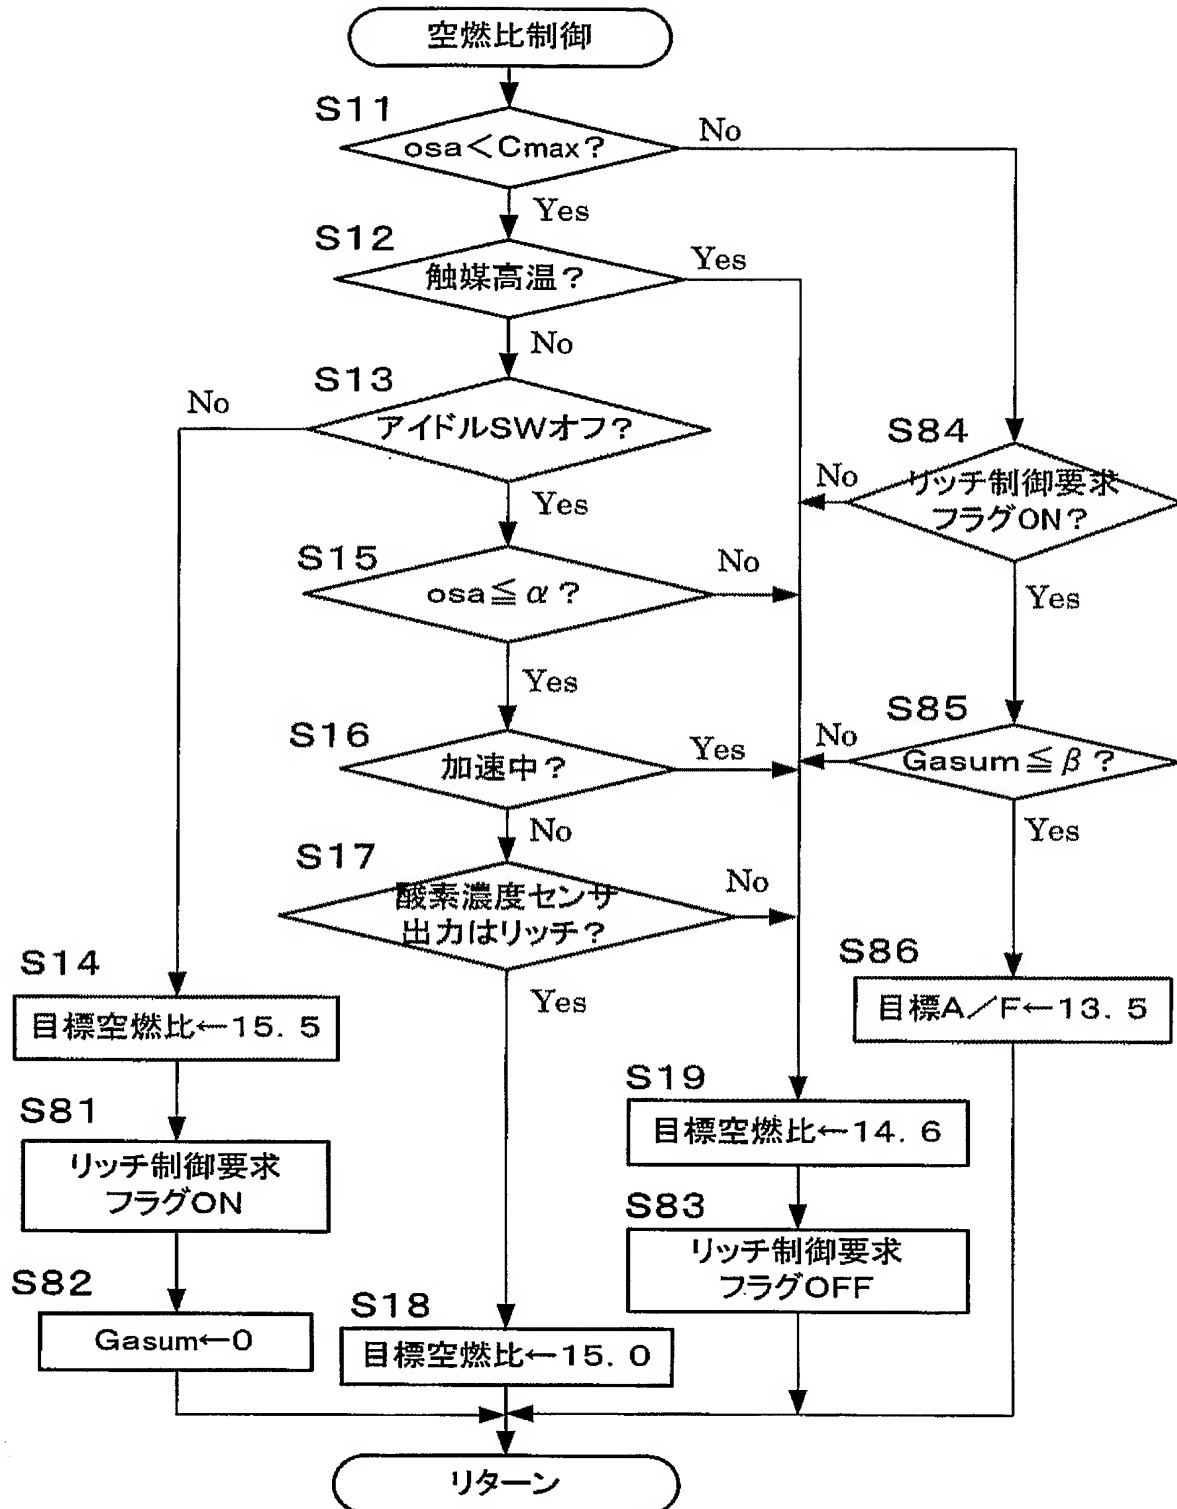 空燃比制御
S11
osa<Cmax?
No
Yes
S12
触媒高温?
Yes
No
S13
アイドルSWオフ?
No
Yes
S84
リッチ制御要求
フラグON?
No
Yes
S15
osa≦α?
No
Yes
S85
Gasum≦β?
No
Yes
S16
加速中?
Yes
No
S17
酸素濃度センサ
出力はリッチ?
No
Yes
S14
目標空燃比←15.5
S86
目標A/F←13.5
S19
目標空燃比←14.6
S81
リッチ制御要求
フラグON
S83
リッチ制御要求
フラグOFF
S82
Gasum←0
S18
目標空燃比←15.0
リターン